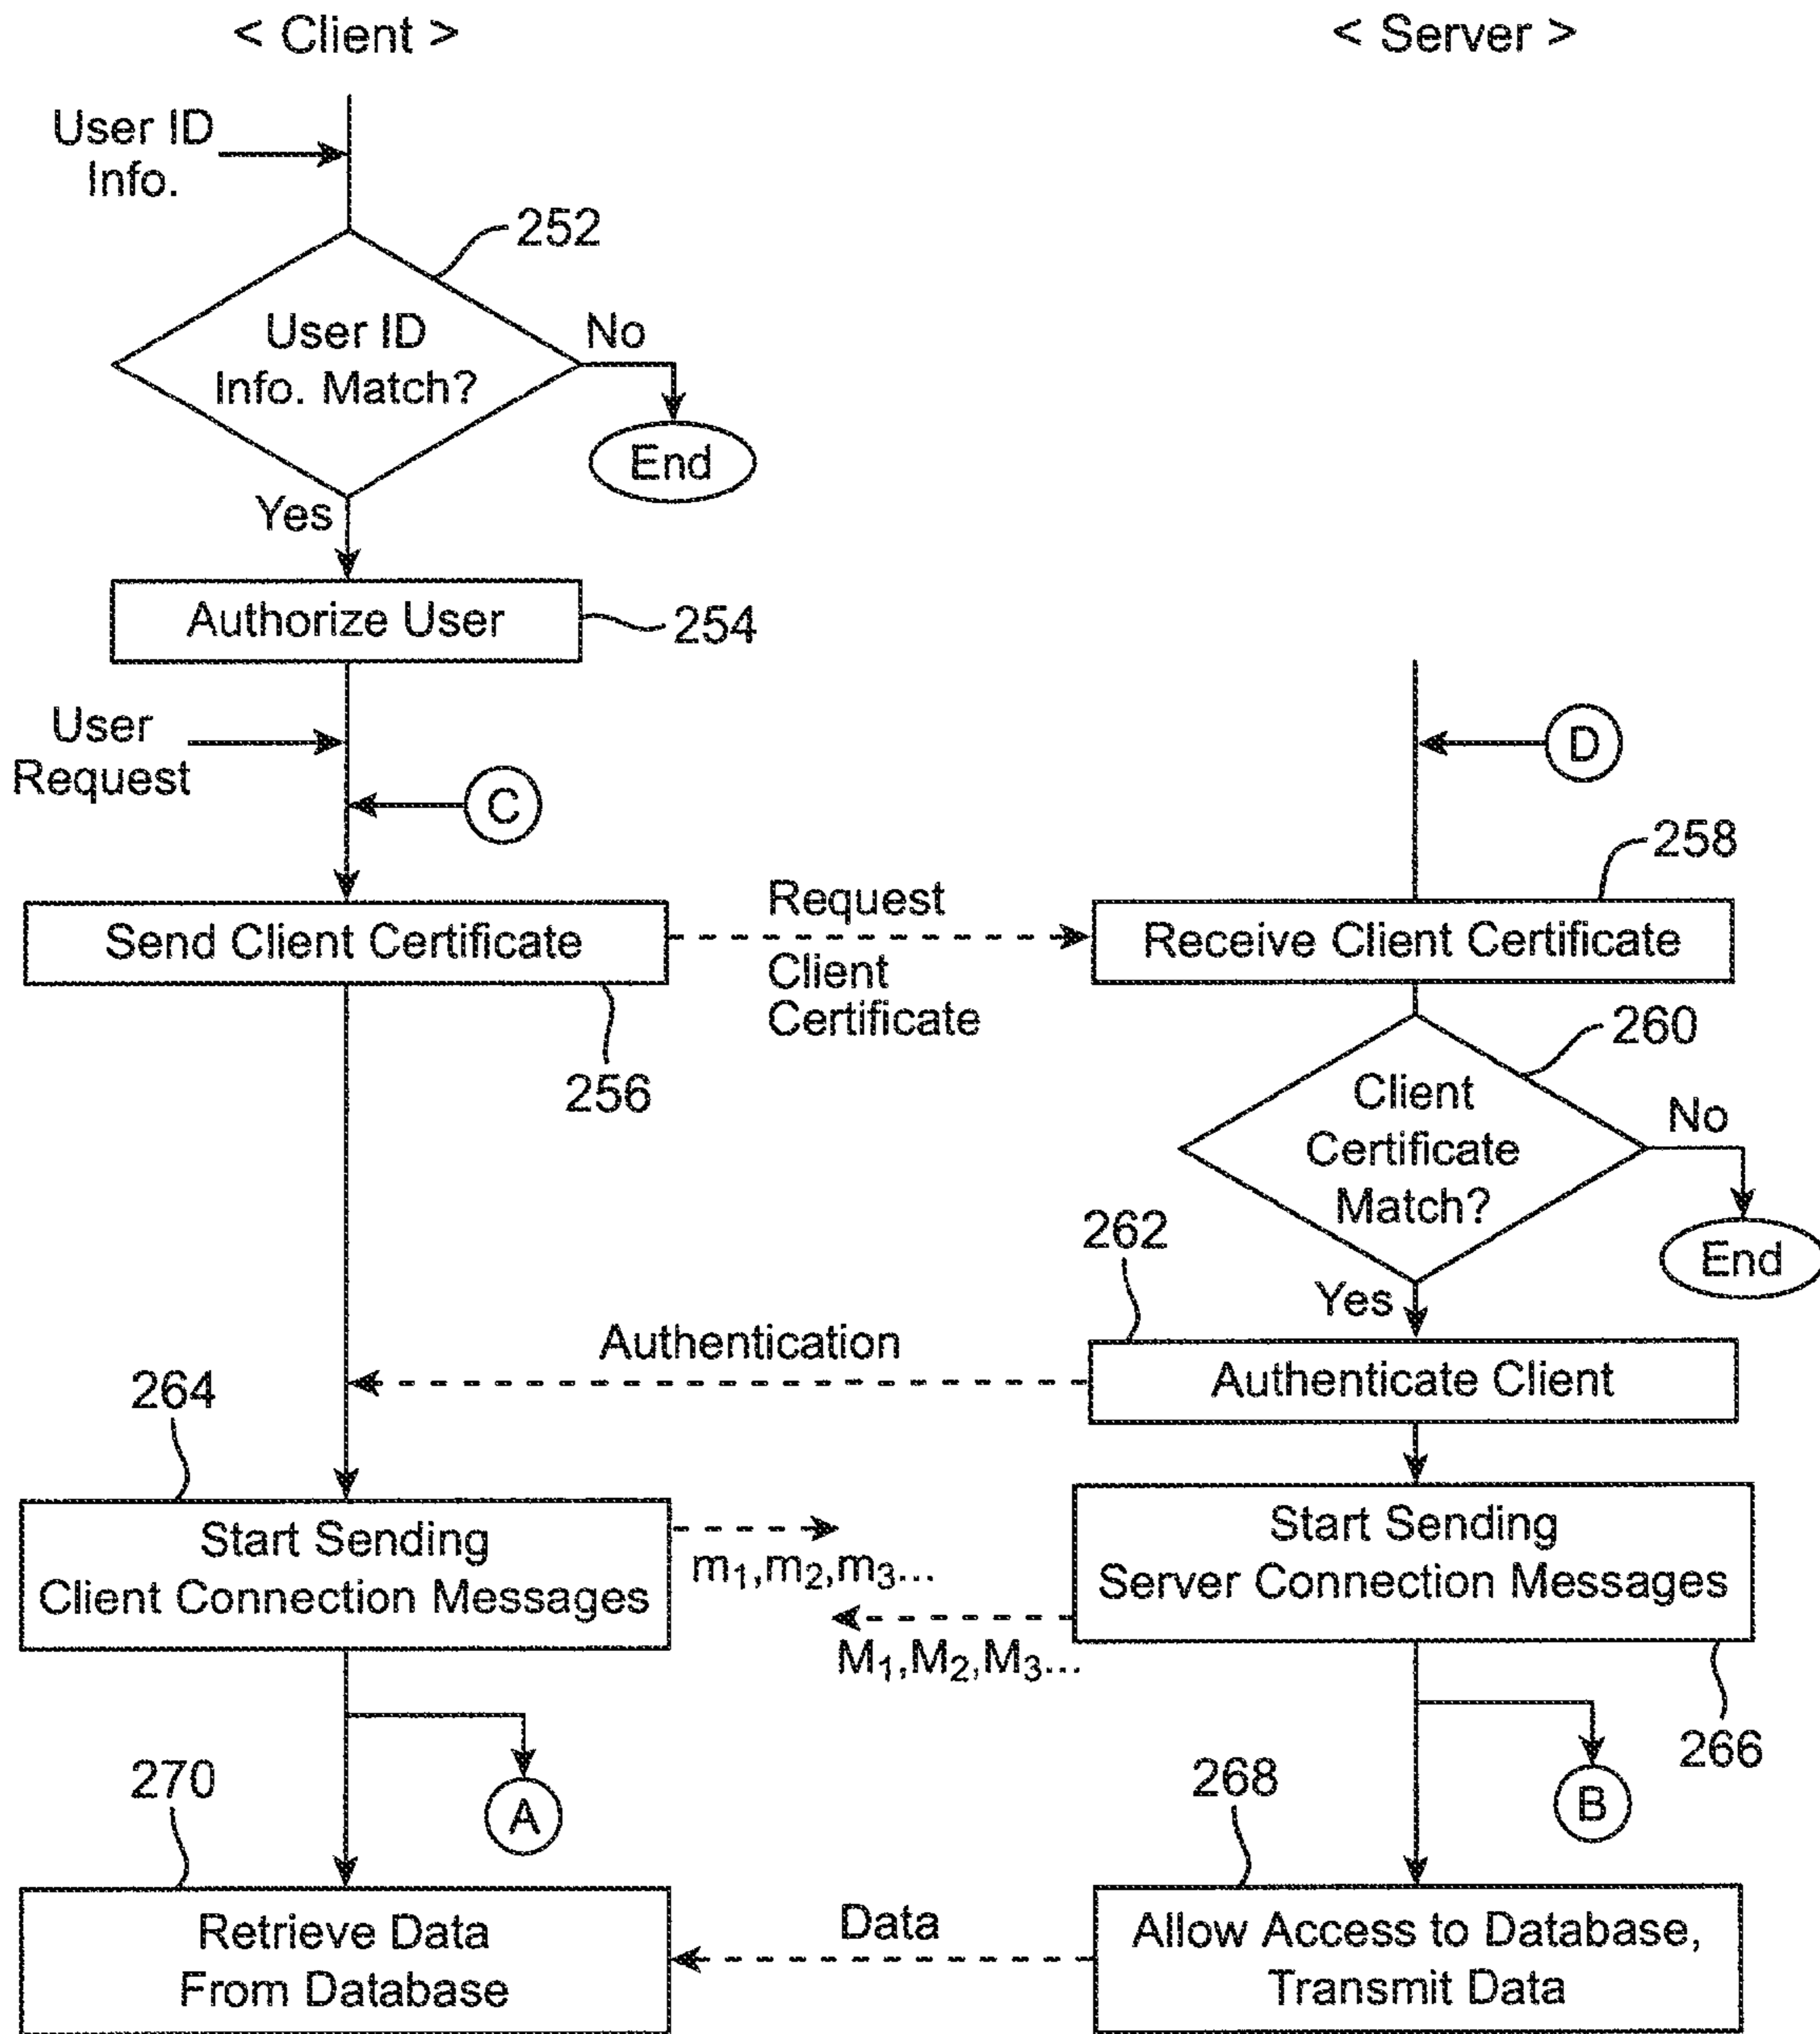 < Client >
< Server >
User ID
Info.
252
User ID
Info. Match?
No
End
Yes
Authorize User
254
User
Request
D
C
258
Send Client Certificate
Request
Client
Certificate
Receive Client Certificate
256
260
Client
Certificate
Match?
No
End
262
Yes
Authentication
Authenticate Client
264
Start Sending
Client Connection Messages
m₁,m₂,m₃...
M₁,M₂,M₃...
Start Sending
Server Connection Messages
266
A
B
270
268
Retrieve Data
From Database
Data
Allow Access to Database,
Transmit Data